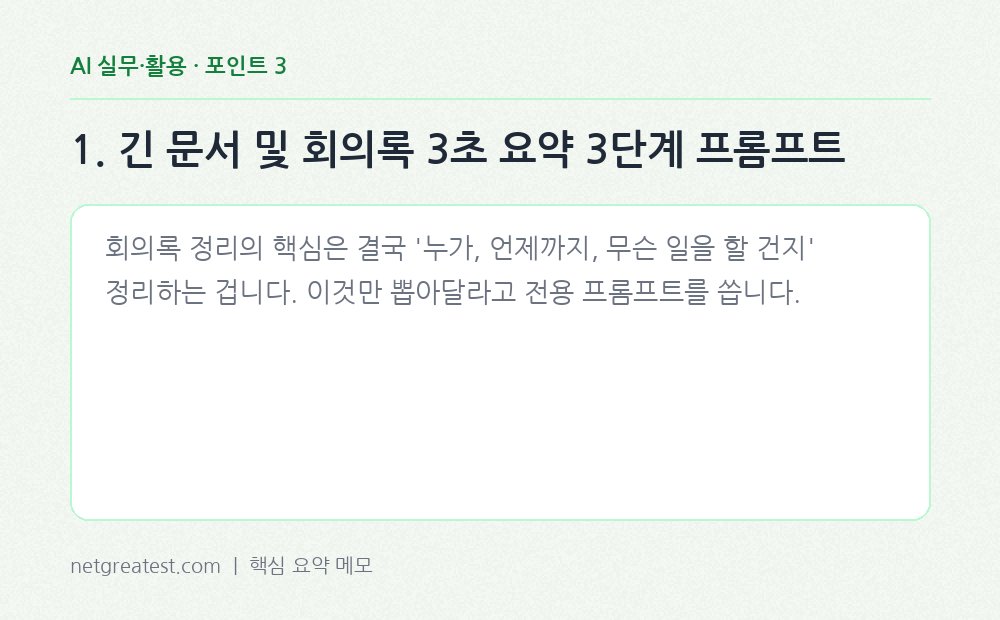 AI 실무·활용 · 포인트 3
1. 긴 문서 및 회의록 3초 요약 3단계 프롬프트
회의록 정리의 핵심은 결국 '누가, 언제까지, 무슨 일을 할 건지'
정리하는 겁니다. 이것만 뽑아달라고 전용 프롬프트를 씁니다.
netgreatest.com | 핵심 요약 메모